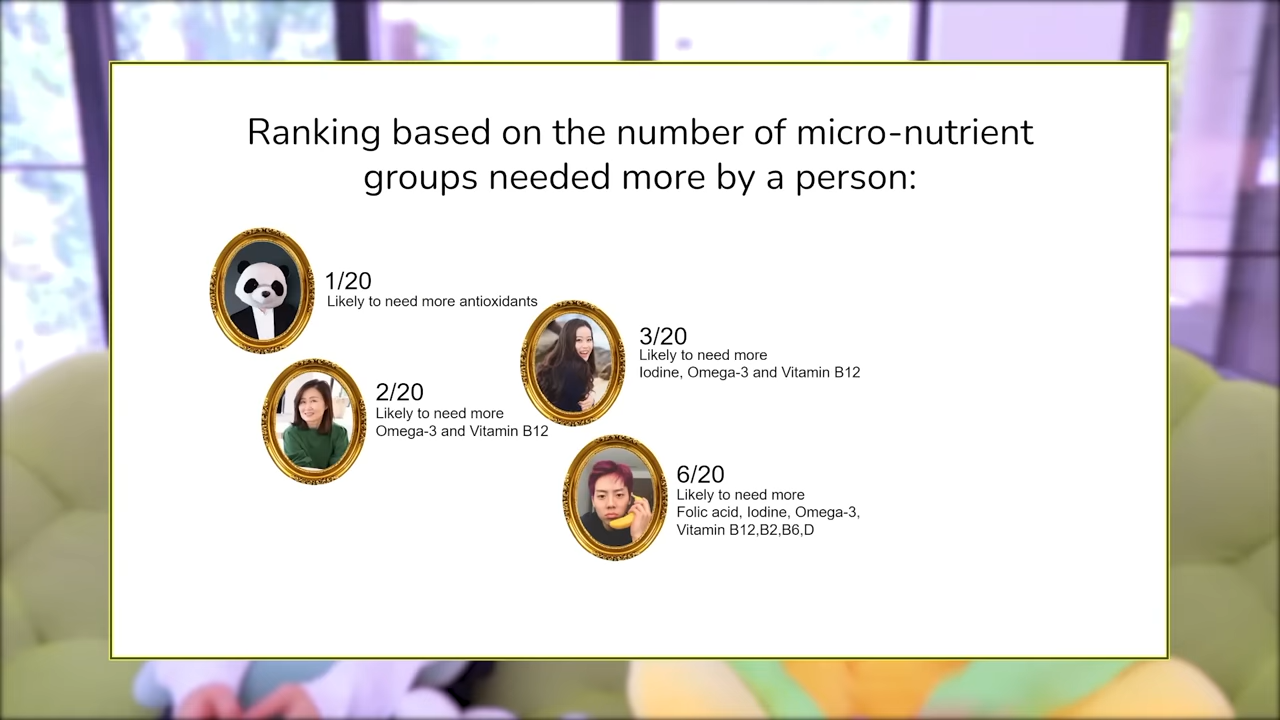 Ranking based on the number of micro-nutrient
groups needed more by a person:
1/20
Likely to need more antioxidants
2/20
Likely to need more
Omega-3 and Vitamin B12
3/20
Likely to need more
Iodine, Omega-3 and Vitamin B12
6/20
Likely to need more
Folic acid, Iodine, Omega-3,
Vitamin B12,B2,B6,D